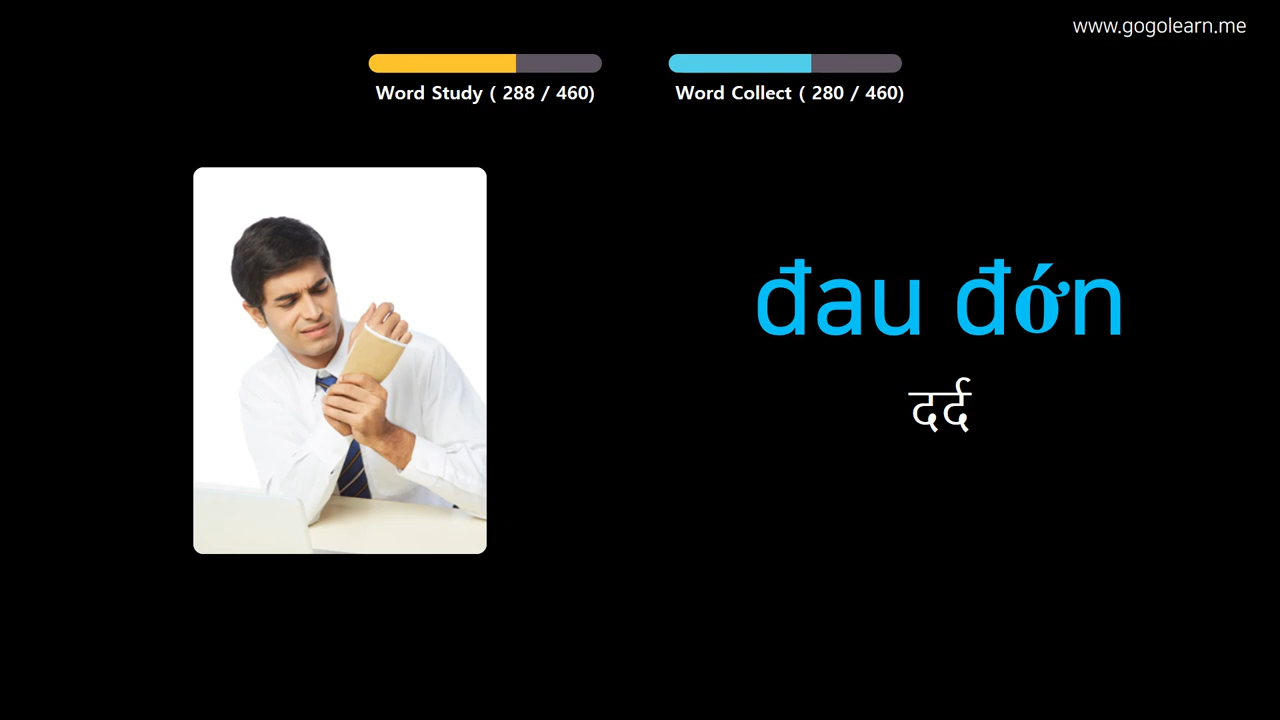 www.gogolearn.me
Word Study ( 288 / 460)
Word Collect ( 280 / 460)
đau đớn
दर्द